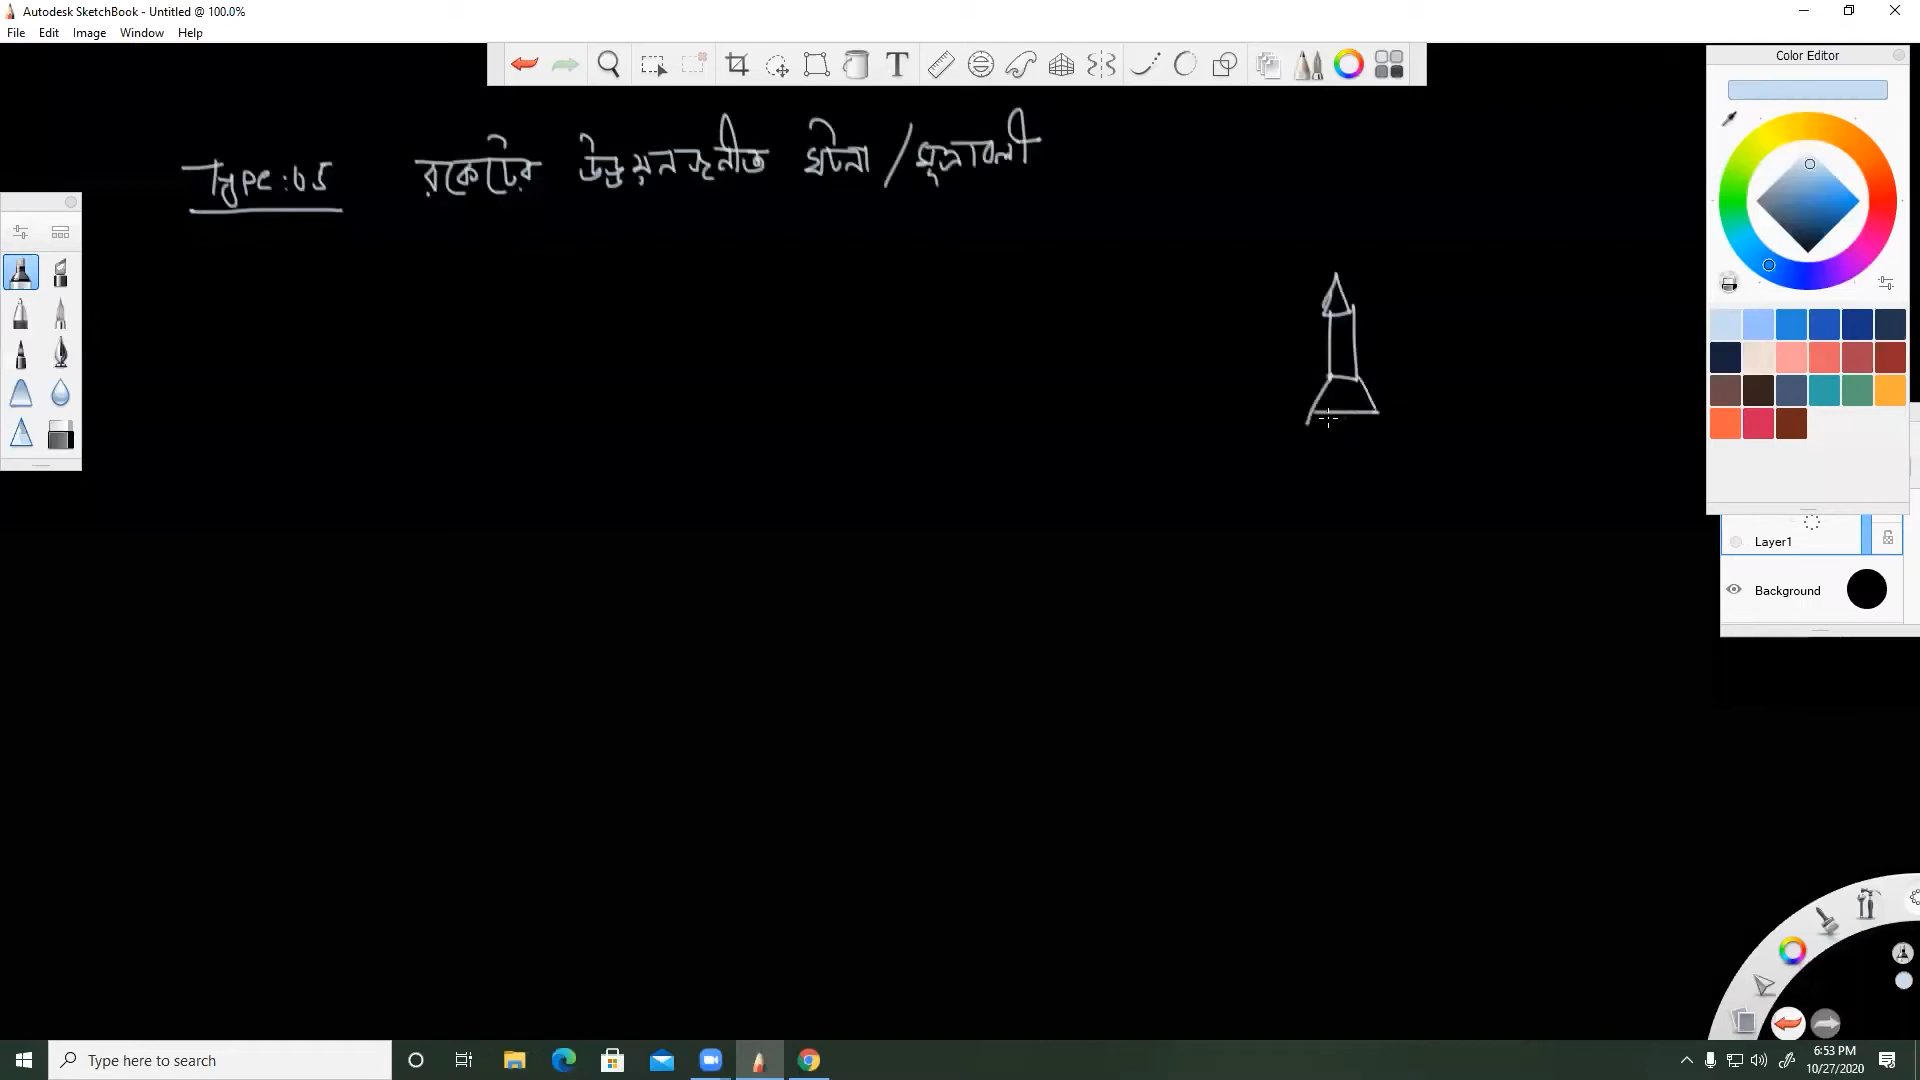 Autodesk SketchBook - Untitled @ 100.0%
File Edit Image Window Help
Color Editor
Type: 05 রকেটের উড্ডয়নজনীত ঘটনা / সূত্রাবলী
Layer1
Background
Type here to search
6:53 PM
10/27/2020